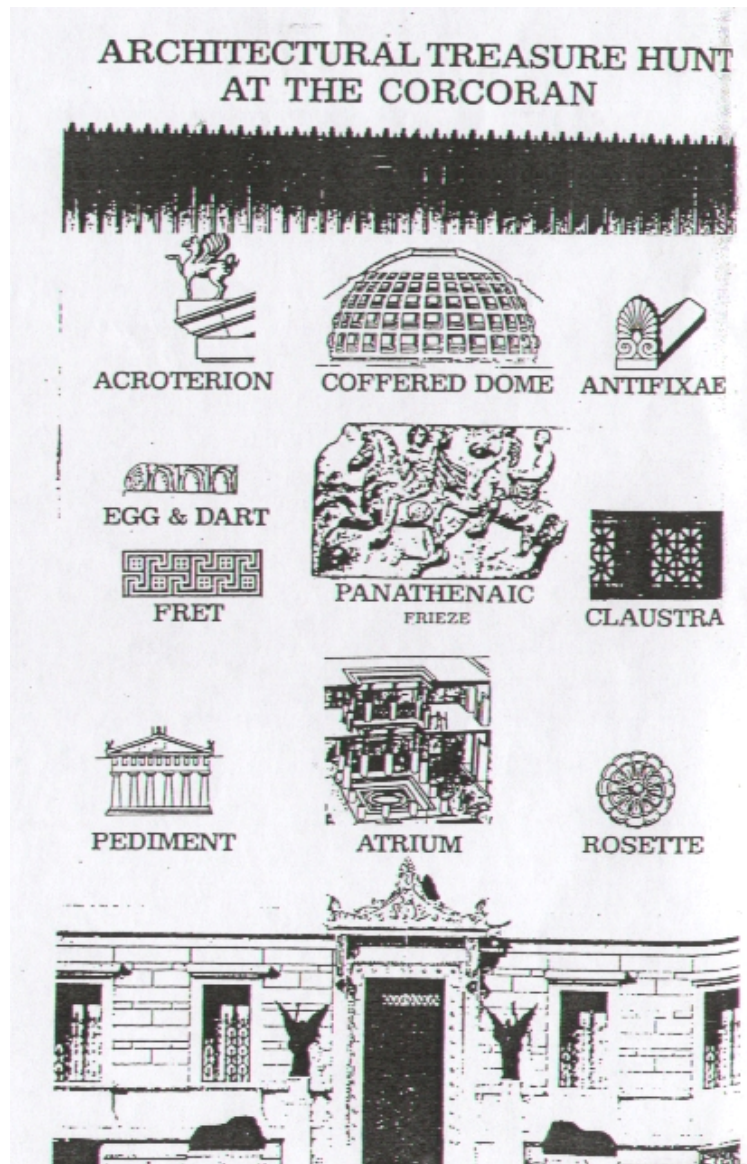 ARCHITECTURAL TREASURE HUNT
AT THE CORCORAN
ACROTERION
COFFERED DOME
ANTIFIXAE
EGG & DART
FRET
PANATHENAIC
FRIEZE
CLAUSTRA
PEDIMENT
ATRIUM
ROSETTE